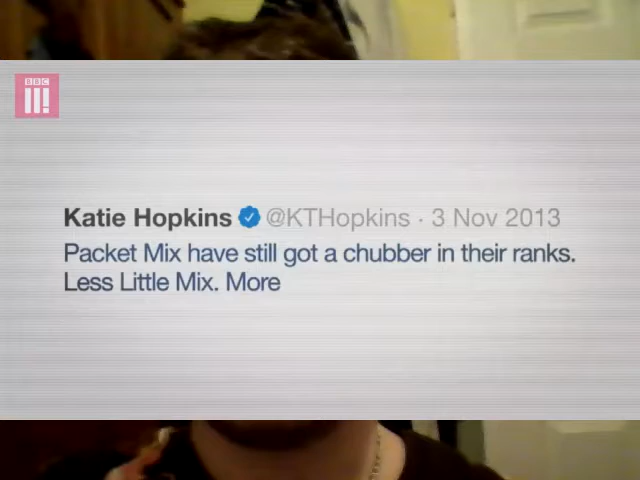 BBC
Katie Hopkins @KTHopkins · 3 Nov 2013
Packet Mix have still got a chubber in their ranks.
Less Little Mix. More